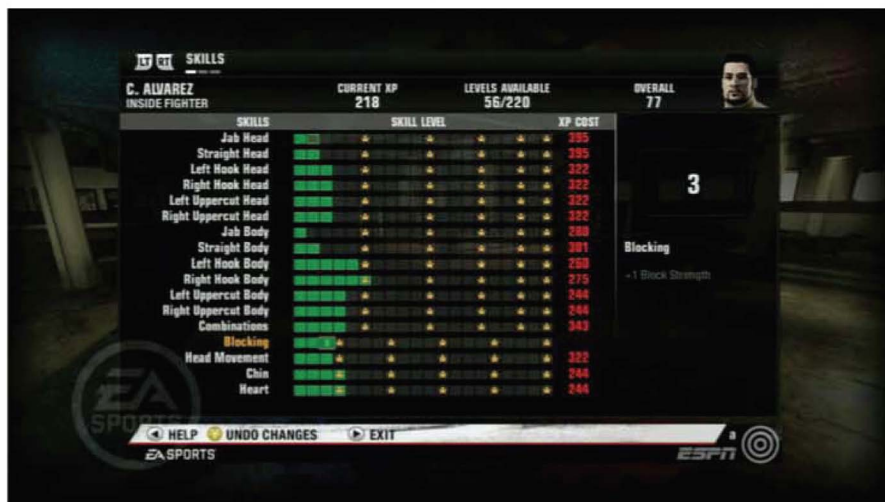 LT RT SKILLS
C. ALVAREZ CURRENT XP LEVELS AVAILABLE OVERALL
INSIDE FIGHTER 218 56/220 77
SKILLS SKILL LEVEL XP COST
Jab Head 395
Straight Head 395
Left Hook Head 322
Right Hook Head 322
Left Uppercut Head 322
Right Uppercut Head 322
Jab Body
Straight Body 301
Left Hook Body 260
Right Hook Body 275
Left Uppercut Body 244
Right Uppercut Body 244
Combinations 343
Blocking
Head Movement 322
Chin 244
Heart 244
3
Blocking
+1 Block Strength
EA SPORTS
HELP UNDO CHANGES EXIT
EA SPORTS ESPN